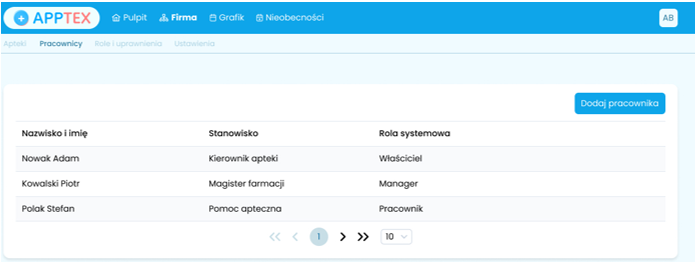 APPTEX Pulpit Firma Grafik Nieobecności AB
Apteki Pracownicy Role i uprawnienia Ustawienia
Dodaj pracownika
Nazwisko i imię Stanowisko Rola systemowa
Nowak Adam Kierownik apteki Właściciel
Kowalski Piotr Magister farmacji Manager
Polak Stefan Pomoc apteczna Pracownik
1 10